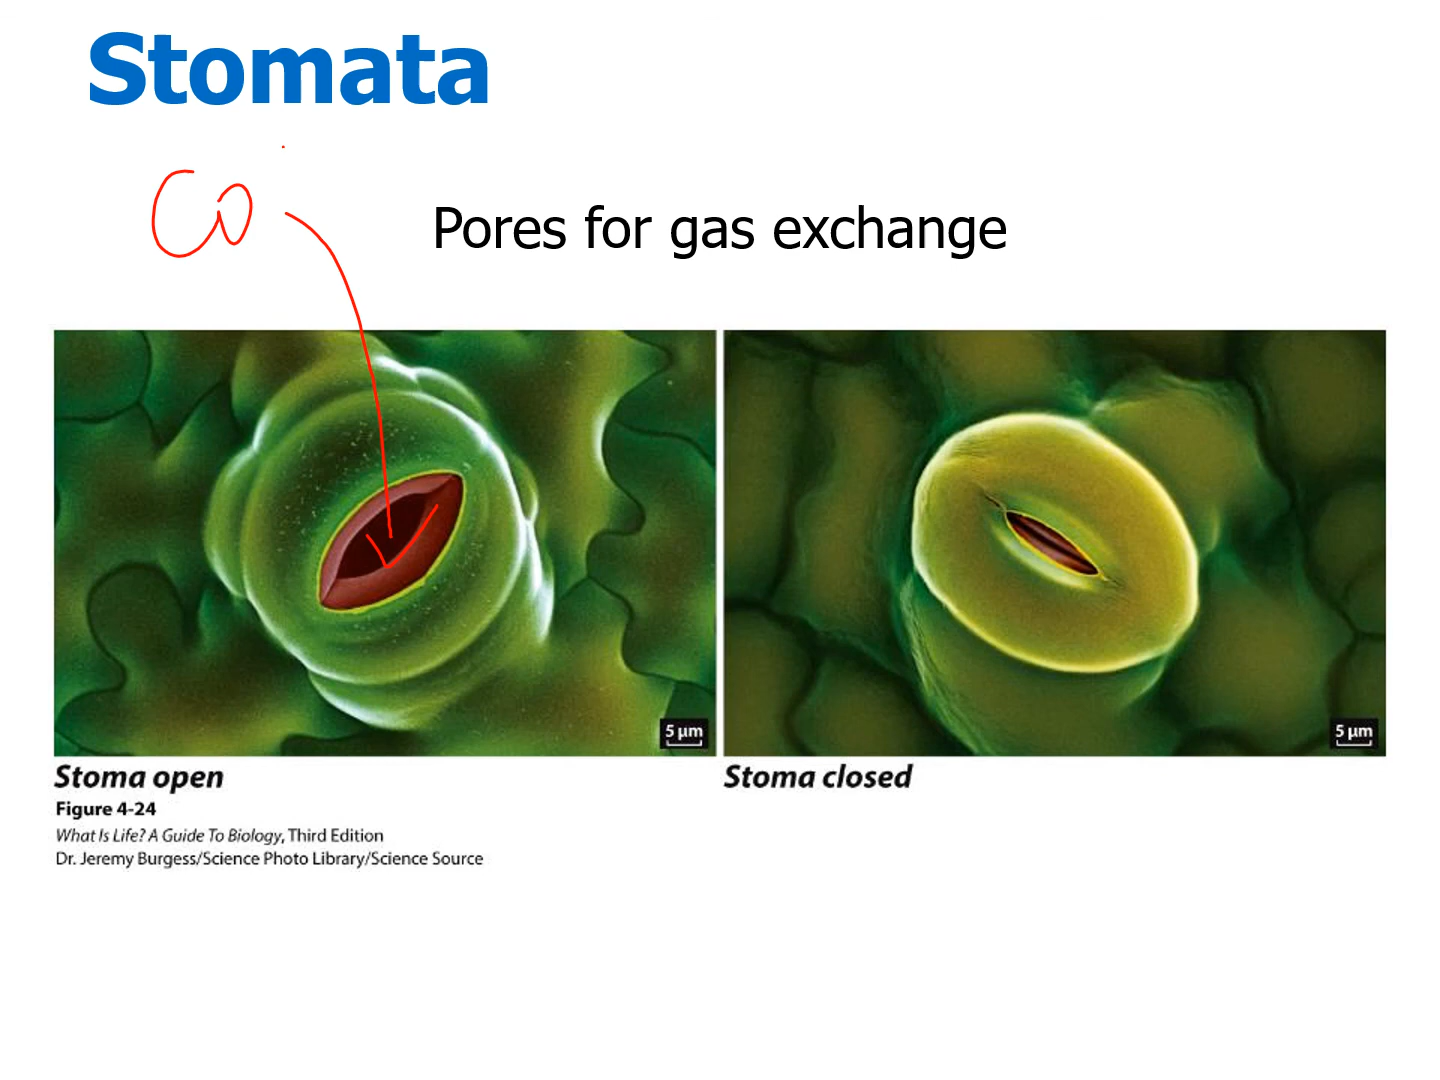 Stomata
CO
Pores for gas exchange
5 µm
5 µm
Stoma open
Stoma closed
Figure 4-24
What Is Life? A Guide To Biology, Third Edition
Dr. Jeremy Burgess/Science Photo Library/Science Source